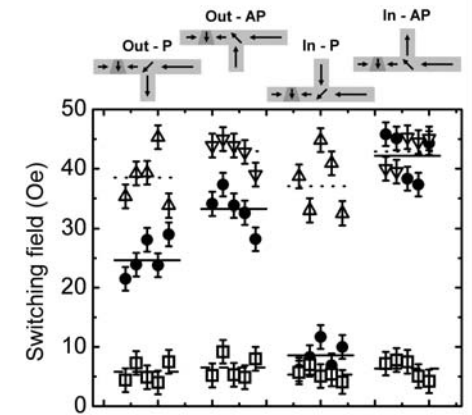 Out - AP
In - AP
Out - P
In - P
50
40
30
20
10
0
Switching field (Oe)